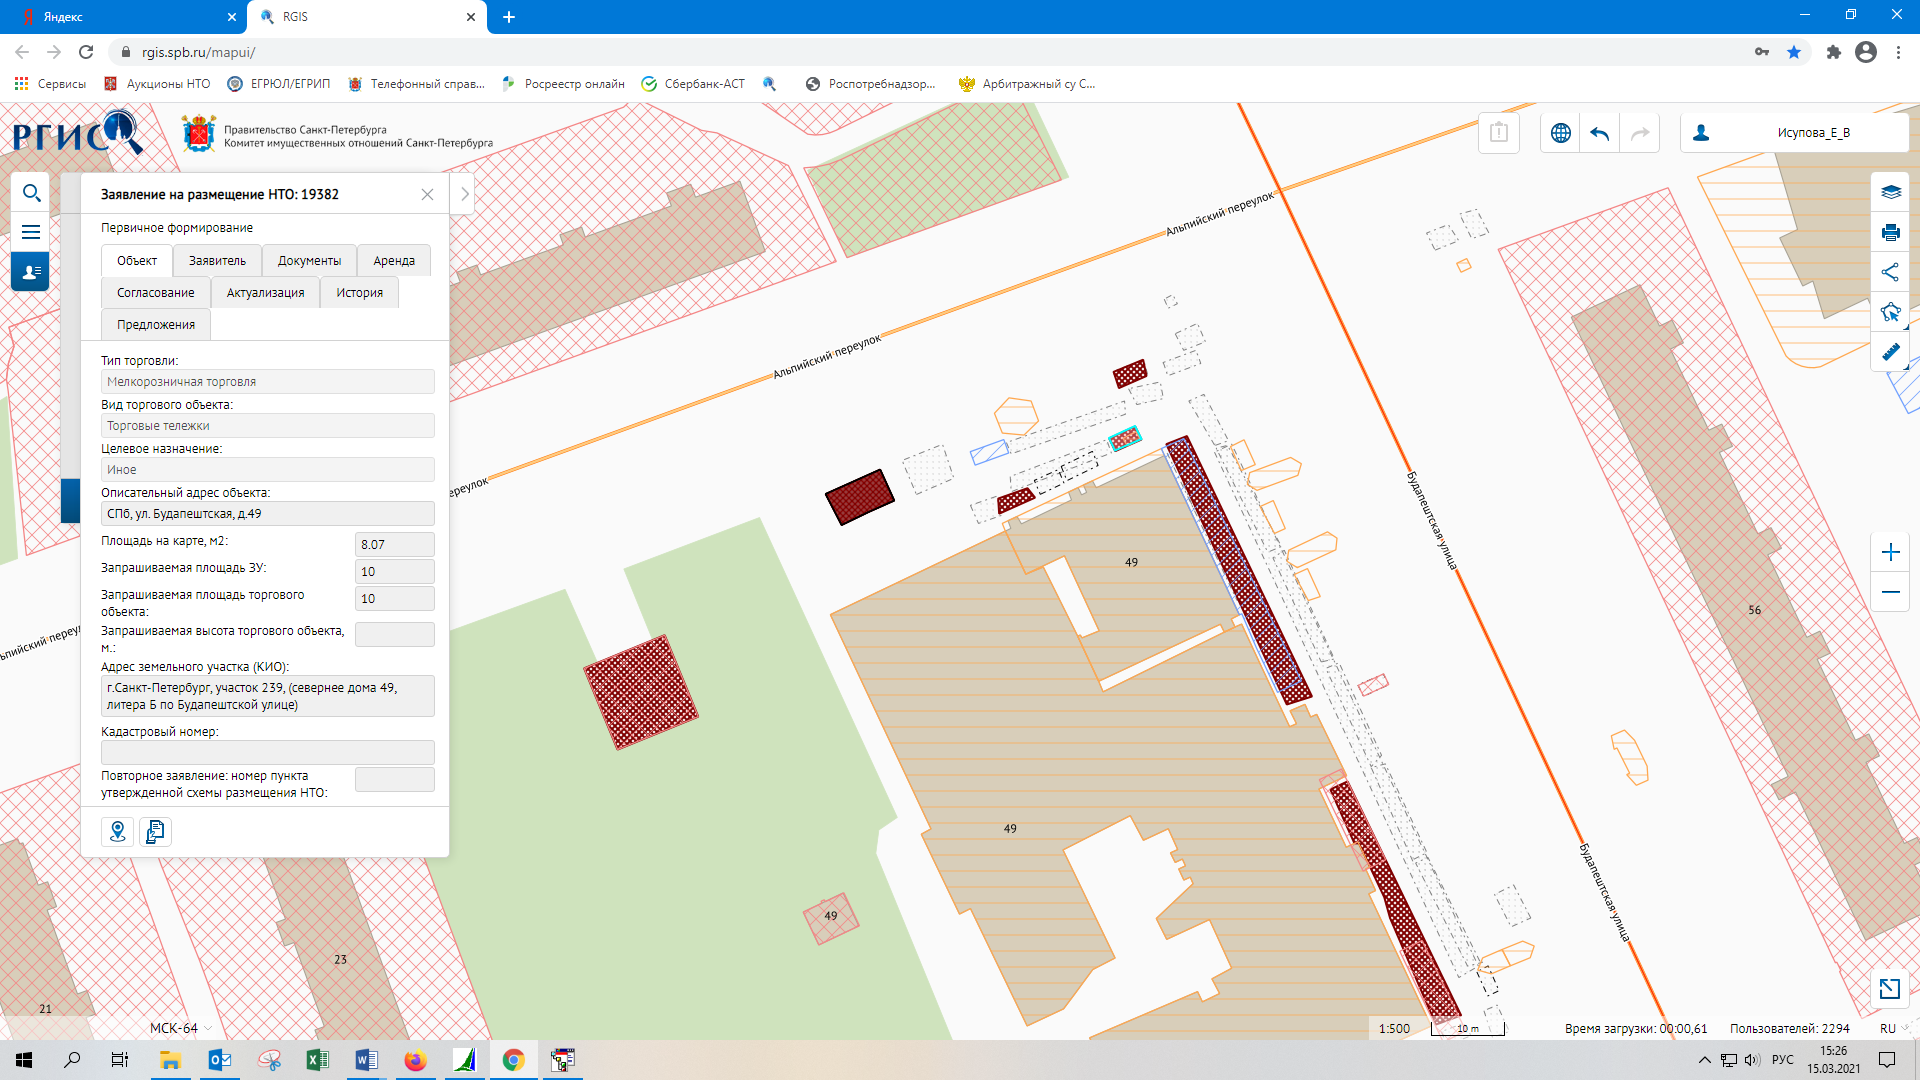 Яндекс
RGIS
rgis.spb.ru/mapui/
Сервисы
Аукционы НТО
ЕГРЮЛ/ЕГРИП
Телефонный справ...
Росреестр онлайн
Сбербанк-АСТ
Роспотребнадзор...
Арбитражный су С...
РГИС
Правительство Санкт-Петербурга
Комитет имущественных отношений Санкт-Петербурга
Исупова_Е_В
Заявление на размещение НТО: 19382
Первичное формирование
Объект
Заявитель
Документы
Аренда
Согласование
Актуализация
История
Предложения
Тип торговли:
Мелкорозничная торговля
Вид торгового объекта:
Торговые тележки
Целевое назначение:
Иное
Описательный адрес объекта:
СПб, ул. Будапештская, д.49
Площадь на карте, м2:
8.07
Запрашиваемая площадь ЗУ:
10
Запрашиваемая площадь торгового
объекта:
10
Запрашиваемая высота торгового объекта,
м.:
Адрес земельного участка (КИО):
г.Санкт-Петербург, участок 239, (севернее дома 49,
литера Б по Будапештской улице)
Кадастровый номер:
Повторное заявление: номер пункта
утвержденной схемы размещения НТО:
Альпийский переулок
Альпийский переулок
переулок
льпийский переул
Будапештская улица
Будапештская улица
49
56
49
49
23
21
МСК-64
1:500
10 m
Время загрузки: 00:00,61
Пользователей: 2294
RU
РУС
15:26
15.03.2021